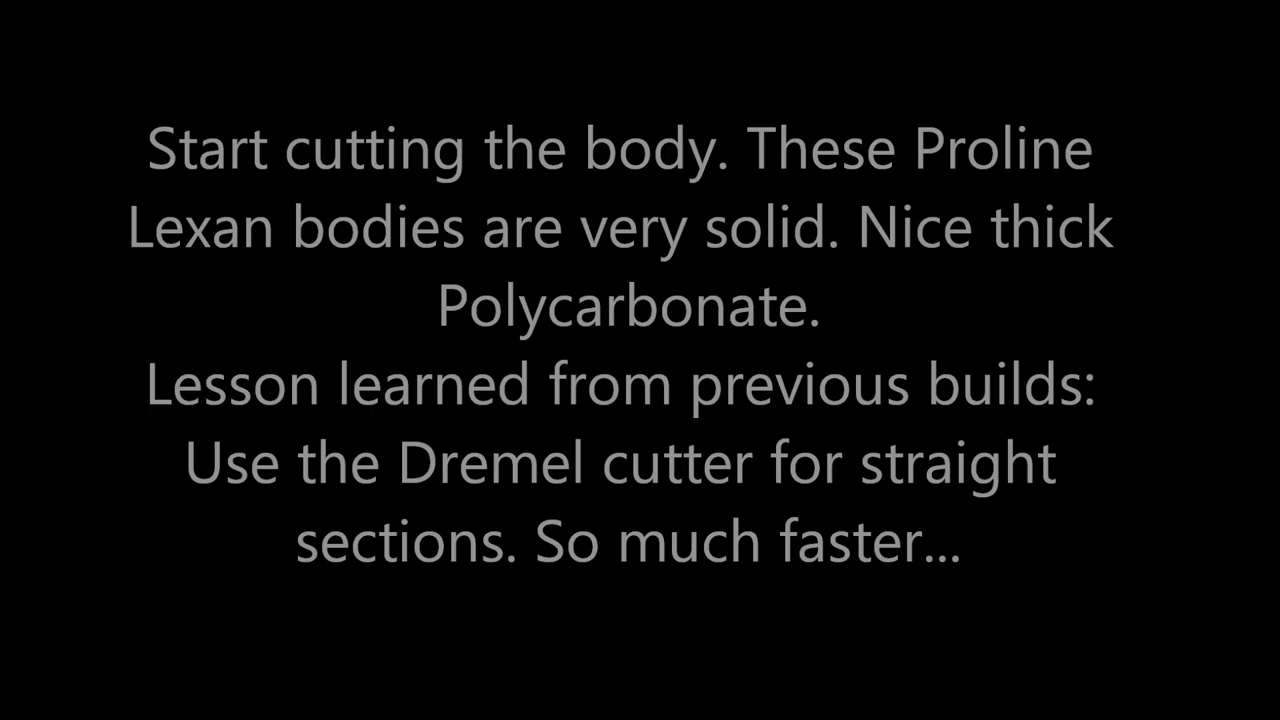 Start cutting the body. These Proline
Lexan bodies are very solid. Nice thick
Polycarbonate.
Lesson learned from previous builds:
Use the Dremel cutter for straight
sections. So much faster...